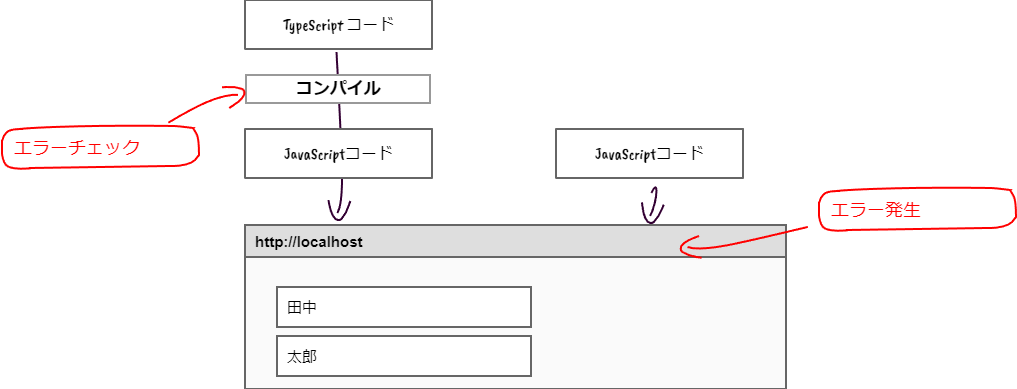 TypeScript コード
コンパイル
エラーチェック
JavaScriptコード
JavaScriptコード
エラー発生
http://localhost
田中
太郎